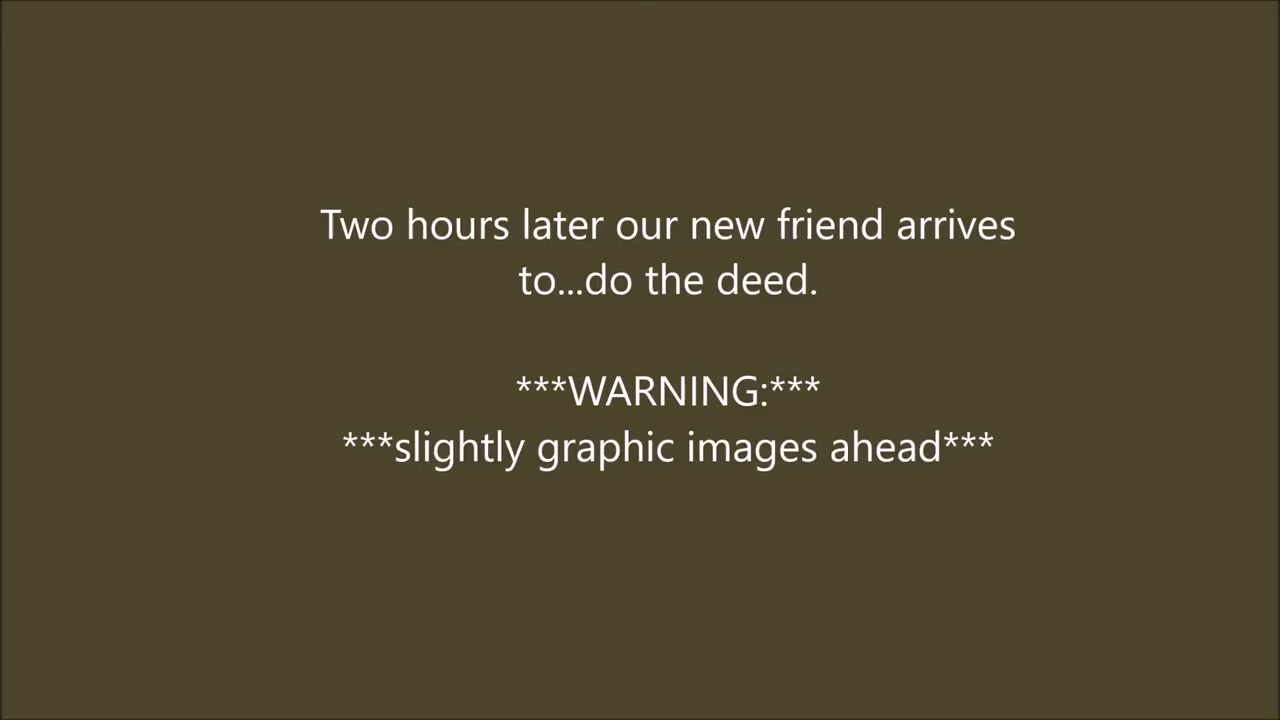 Two hours later our new friend arrives
to...do the deed.
***WARNING:***
***slightly graphic images ahead***